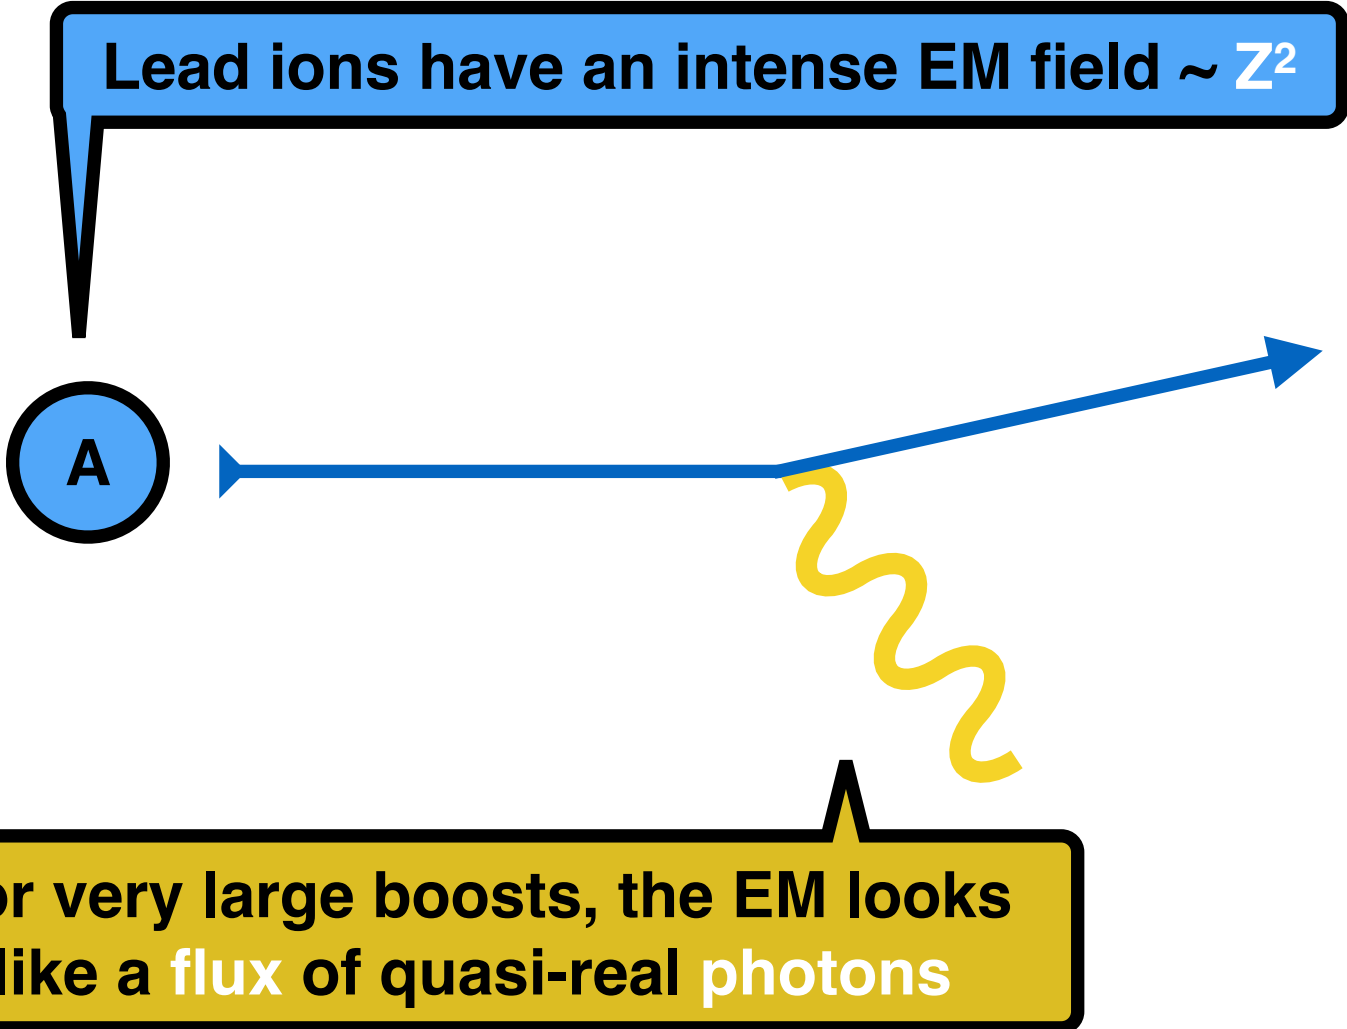 Lead ions have an intense EM field ~ Z²
A
or very large boosts, the EM looks
like a flux of quasi-real photons